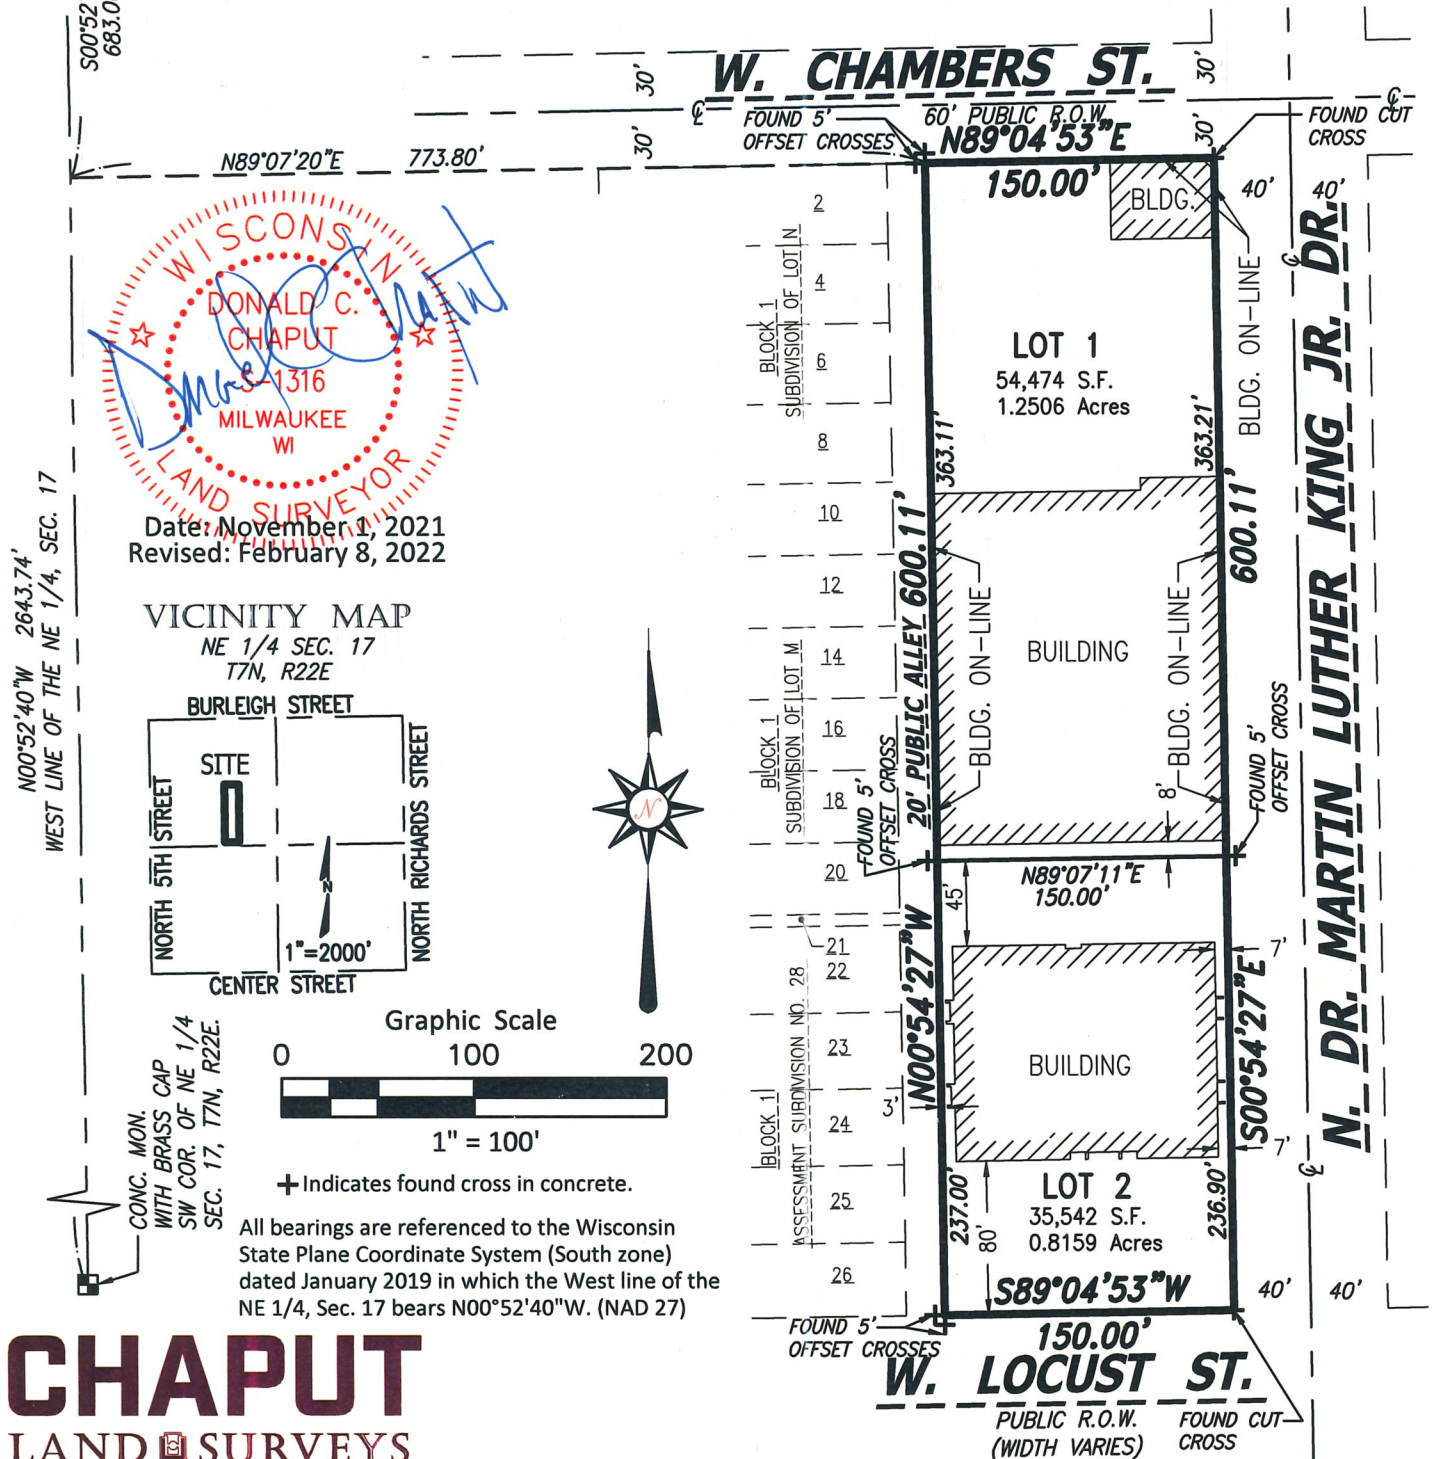 S00°52
683.0
W. CHAMBERS ST.
30'
30'
℄
60' PUBLIC R.O.W.
℄
FOUND 5'
OFFSET CROSSES
N89°04'53"E
150.00'
30'
30'
FOUND CUT
CROSS
N89°07'20"E 773.80'
BLDG.
40'
40'
℄
BLDG. ON-LINE
WISCONSIN
DONALD C.
CHAPUT
S-1316
MILWAUKEE
WI
LAND SURVEYOR
Date: November 1, 2021
Revised: February 8, 2022
N00°52'40"W 2643.74'
WEST LINE OF THE NE 1/4, SEC. 17
2
4
6
8
10
12
14
16
18
20
21
22
23
24
25
26
BLOCK 1
SUBDIVISION OF LOT N
BLOCK 1
SUBDIVISION OF LOT M
BLOCK 1
ASSESSMENT SUBDIVISION NO. 28
LOT 1
54,474 S.F.
1.2506 Acres
363.11'
363.21'
20' PUBLIC ALLEY 600.11'
600.11'
BLDG. ON-LINE
BUILDING
BLDG. ON-LINE
8'
FOUND 5'
OFFSET CROSS
FOUND 5'
OFFSET CROSS
N. DR. MARTIN LUTHER KING JR. DR.
N89°07'11"E
150.00'
45'
N00°54'27"W
S00°54'27"E
7'
BUILDING
3'
7'
℄
LOT 2
35,542 S.F.
0.8159 Acres
237.00'
80'
236.90'
S89°04'53"W
150.00'
40'
40'
FOUND 5'
OFFSET CROSSES
W. LOCUST ST.
PUBLIC R.O.W.
(WIDTH VARIES)
FOUND CUT
CROSS
VICINITY MAP
NE 1/4 SEC. 17
T7N, R22E
BURLEIGH STREET
SITE
NORTH 5TH STREET
NORTH RICHARDS STREET
N
1"=2000'
CENTER STREET
N
Graphic Scale
0 100 200
1" = 100'
+ Indicates found cross in concrete.
CONC. MON.
WITH BRASS CAP
SW COR. OF NE 1/4
SEC. 17, T7N, R22E.
All bearings are referenced to the Wisconsin
State Plane Coordinate System (South zone)
dated January 2019 in which the West line of the
NE 1/4, Sec. 17 bears N00°52'40"W. (NAD 27)
CHAPUT
LAND SURVEYS